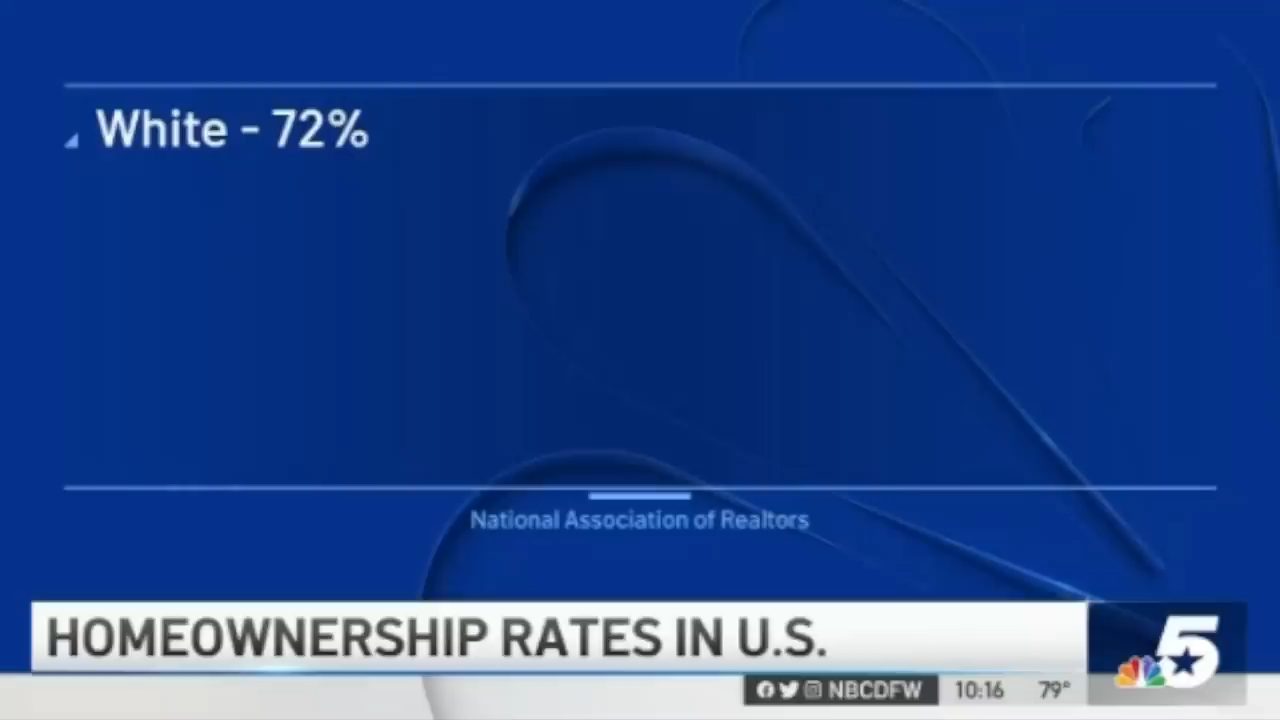 White - 72%
National Association of Realtors
HOMEOWNERSHIP RATES IN U.S.
5
NBCDFW 10:16 79°